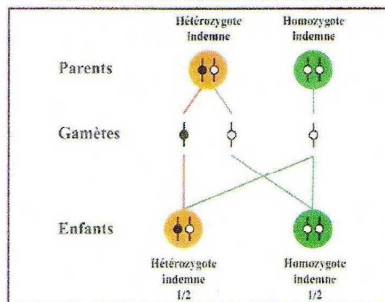 Hétérozygote
indemne
Homozygote
indemne
Parents
Gamètes
Enfants
Hétérozygote
indemne
1/2
Homozygote
indemne
1/2